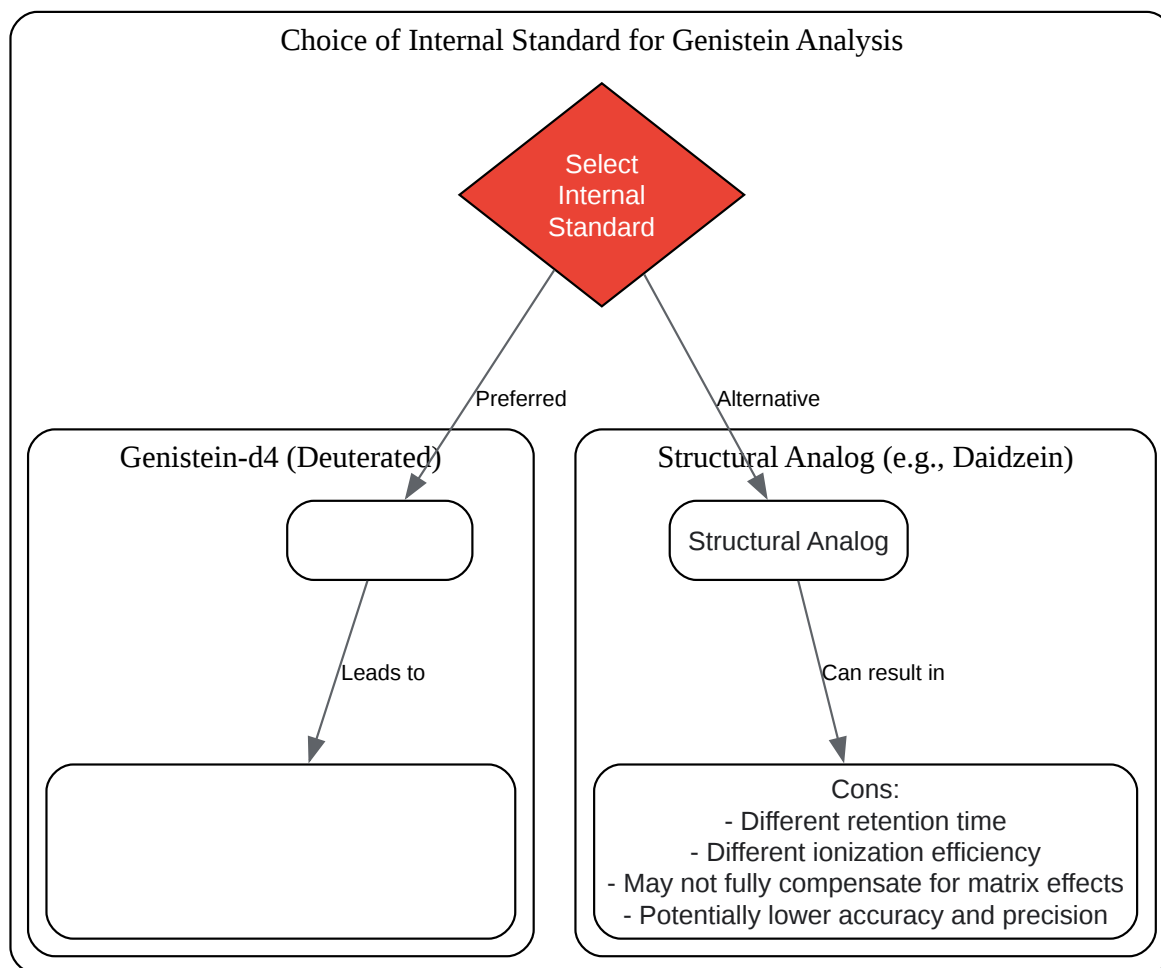 Choice of Internal Standard for Genistein Analysis
Select
Internal
Standard
Preferred
Alternative
Genistein-d4 (Deuterated)
Structural Analog (e.g., Daidzein)
Structural Analog
Leads to
Can result in
Cons:
- Different retention time
- Different ionization efficiency
- May not fully compensate for matrix effects
- Potentially lower accuracy and precision